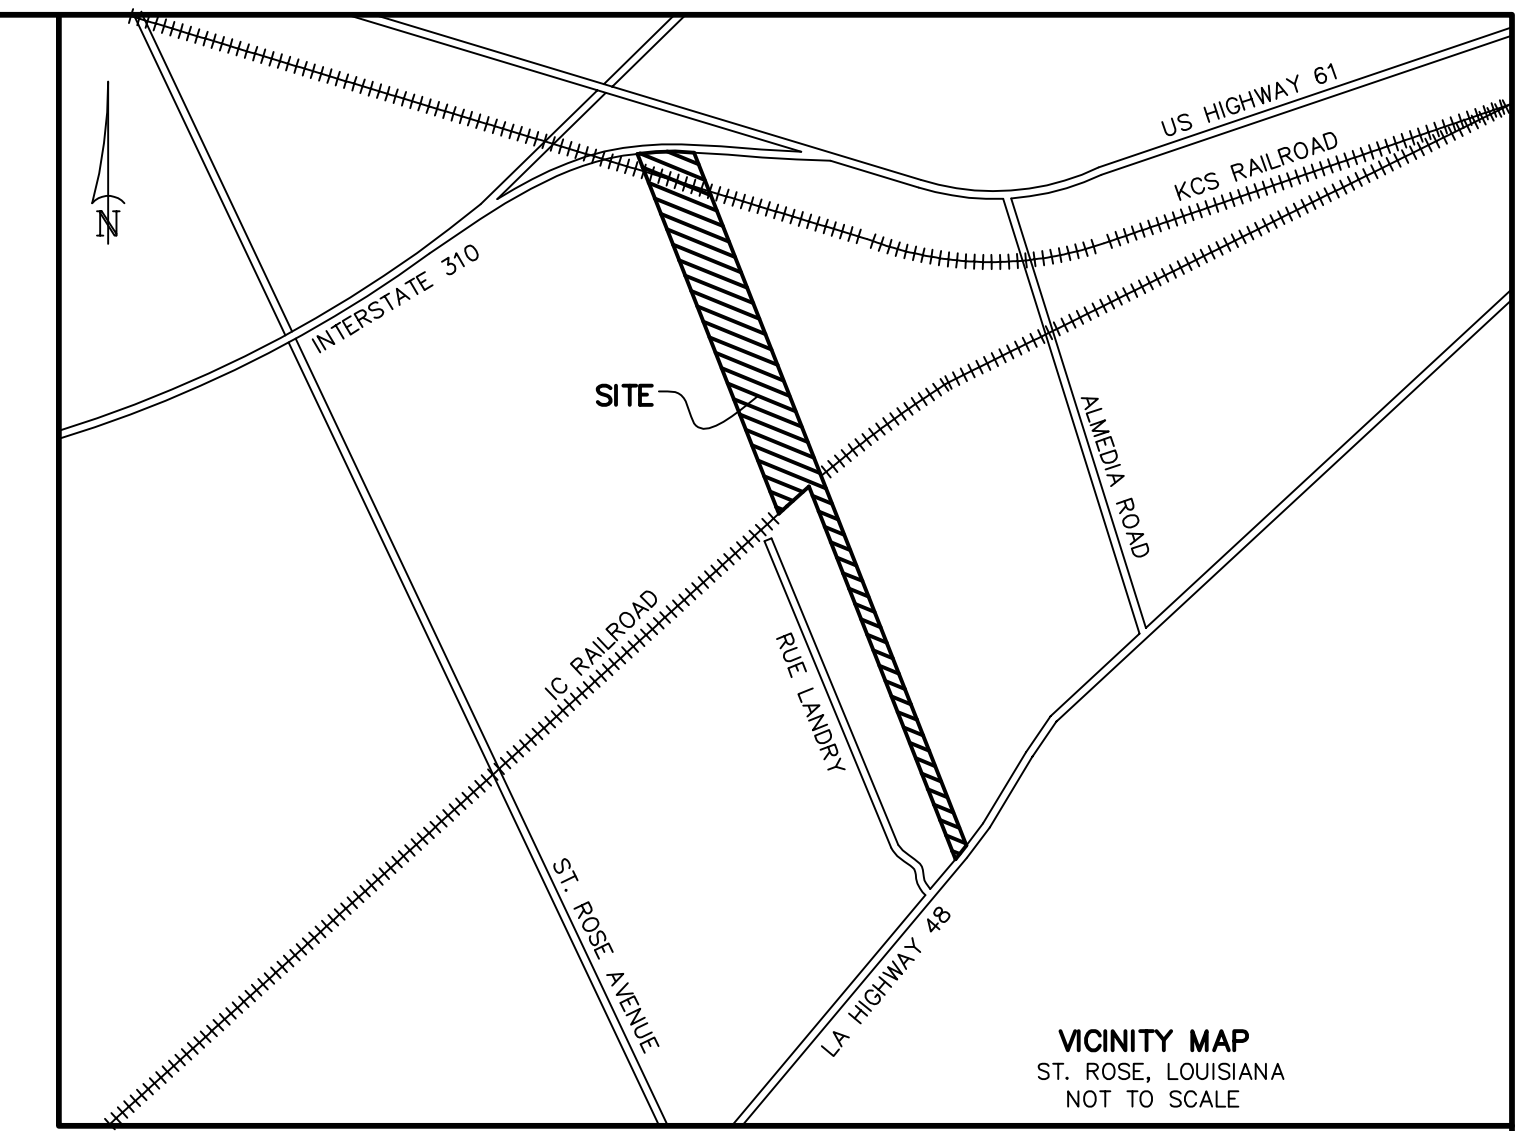 US HIGHWAY 61
KCS RAILROAD
N
INTERSTATE 310
SITE
ALMEDIA ROAD
IC RAILROAD
RUE LANDRY
ST. ROSE AVENUE
LA HIGHWAY 48
VICINITY MAP
ST. ROSE, LOUISIANA
NOT TO SCALE